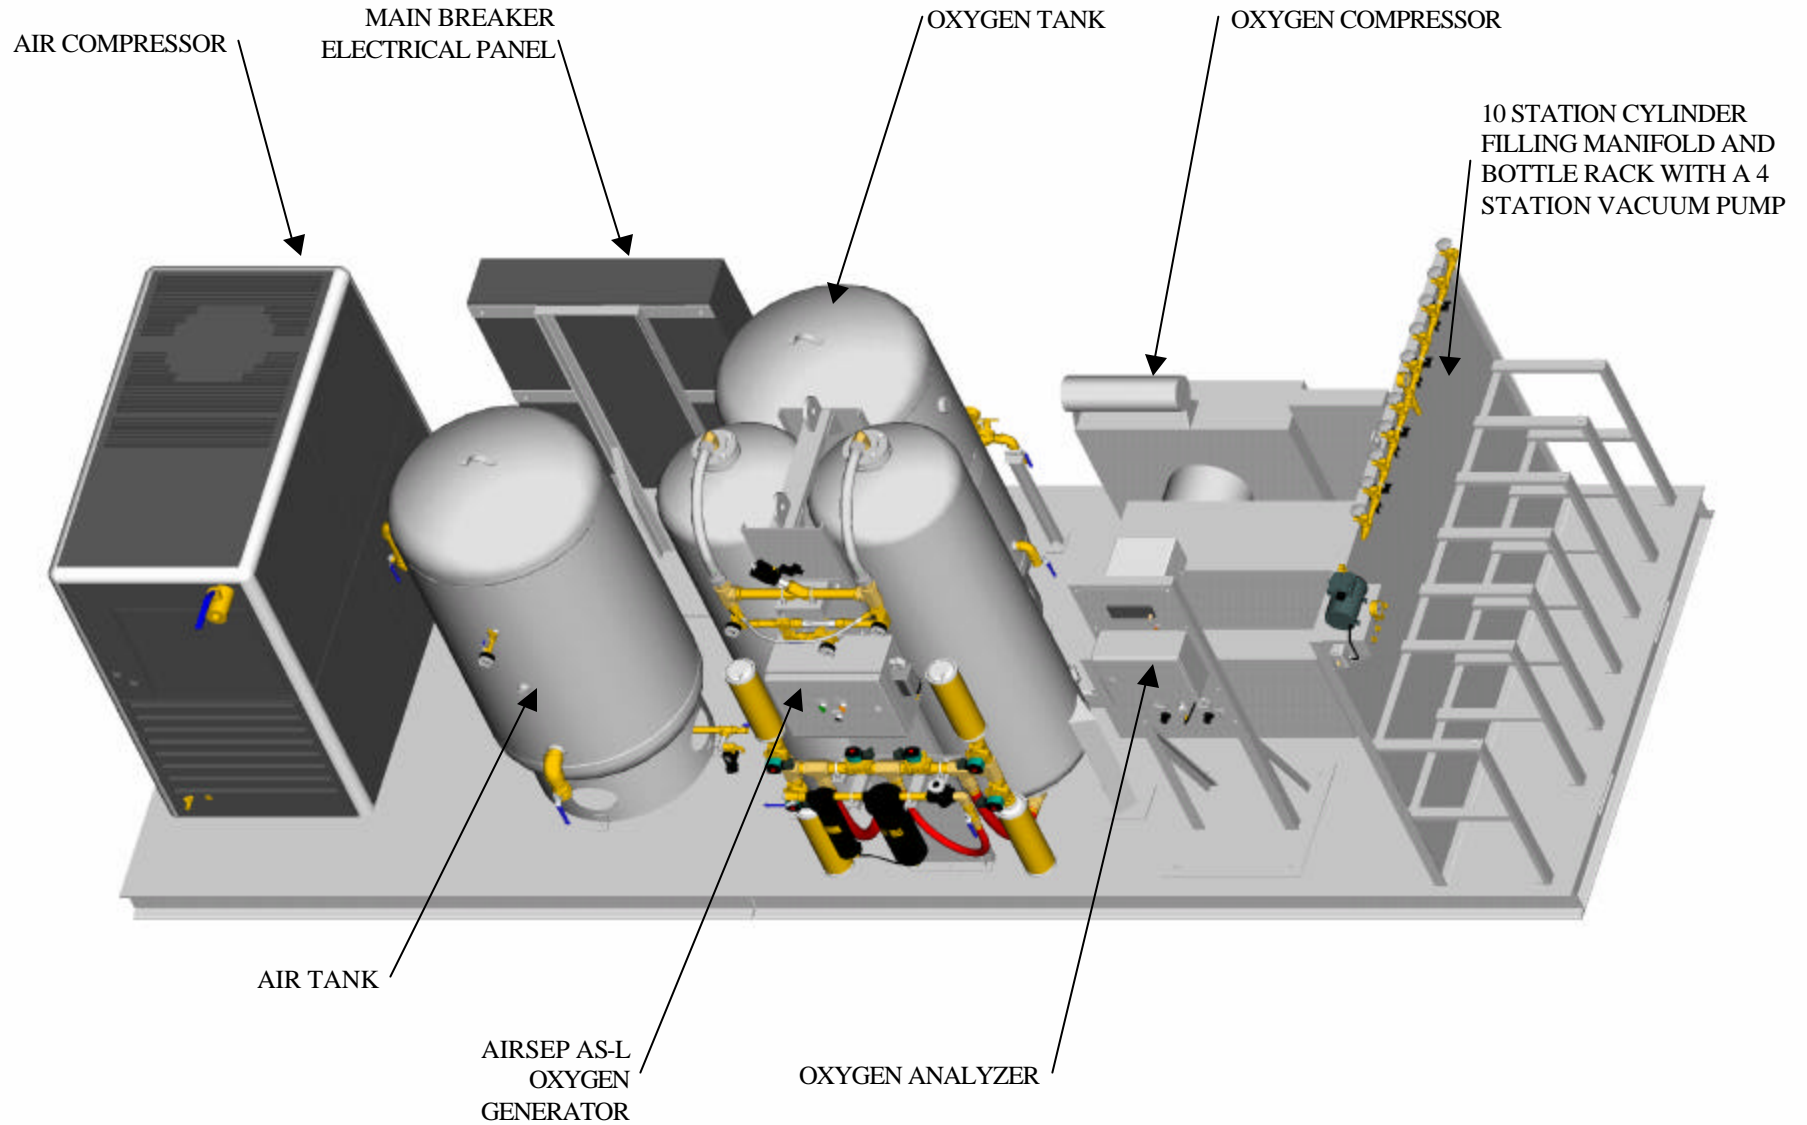 AIR COMPRESSOR
MAIN BREAKER
ELECTRICAL PANEL
OXYGEN TANK
OXYGEN COMPRESSOR
10 STATION CYLINDER
FILLING MANIFOLD AND
BOTTLE RACK WITH A 4
STATION VACUUM PUMP
AIR TANK
AIRSEP AS-L
OXYGEN
GENERATOR
OXYGEN ANALYZER